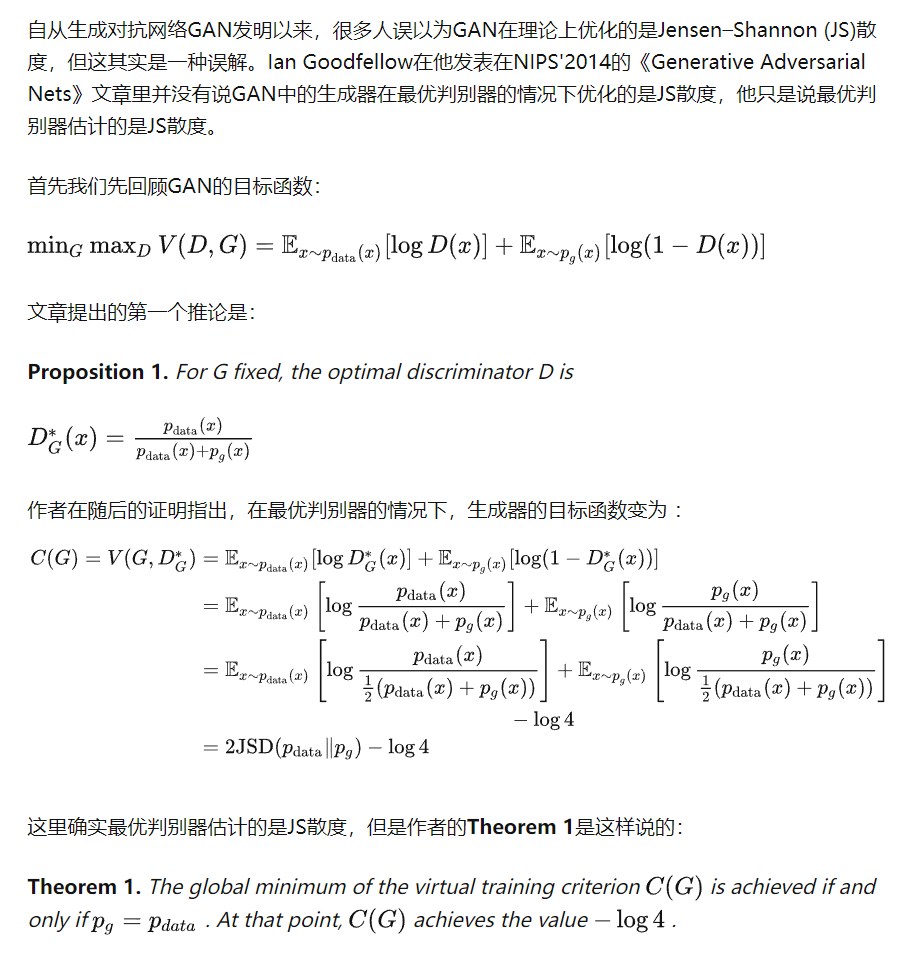 自从生成对抗网络GAN发明以来，很多人误以为GAN在理论上优化的是Jensen–Shannon (JS)散
度，但这其实是一种误解。Ian Goodfellow在他发表在NIPS'2014的《Generative Adversarial
Nets》文章里并没有说GAN中的生成器在最优判别器的情况下优化的是JS散度，他只是说最优判
别器估计的是JS散度。
首先我们先回顾GAN的目标函数：
$\min_G \max_D V(D, G) = \mathbb{E}_{x\sim p_{\text{data}}(x)}[\log D(x)] + \mathbb{E}_{x\sim p_g(x)}[\log(1 - D(x))]$
文章提出的第一个推论是：
Proposition 1. For G fixed, the optimal discriminator D is
$D_G^*(x) = \frac{p_{\text{data}}(x)}{p_{\text{data}}(x)+p_g(x)}$
作者在随后的证明指出，在最优判别器的情况下，生成器的目标函数变为 ：
$C(G) = V(G, D_G^*) = \mathbb{E}_{x\sim p_{\text{data}}(x)}[\log D_G^*(x)] + \mathbb{E}_{x\sim p_g(x)}[\log(1 - D_G^*(x))]$
$= \mathbb{E}_{x\sim p_{\text{data}}(x)}\left[\log \frac{p_{\text{data}}(x)}{p_{\text{data}}(x) + p_g(x)}\right] + \mathbb{E}_{x\sim p_g(x)}\left[\log \frac{p_g(x)}{p_{\text{data}}(x) + p_g(x)}\right]$
$= \mathbb{E}_{x\sim p_{\text{data}}(x)}\left[\log \frac{p_{\text{data}}(x)}{\frac{1}{2}(p_{\text{data}}(x) + p_g(x))}\right] + \mathbb{E}_{x\sim p_g(x)}\left[\log \frac{p_g(x)}{\frac{1}{2}(p_{\text{data}}(x) + p_g(x))}\right]$
$- \log 4$
$= 2\text{JSD}(p_{\text{data}} \| p_g) - \log 4$
这里确实最优判别器估计的是JS散度，但是作者的Theorem 1是这样说的：
Theorem 1. The global minimum of the virtual training criterion $C(G)$ is achieved if and
only if $p_g = p_{data}$ . At that point, $C(G)$ achieves the value $-\log 4$ .